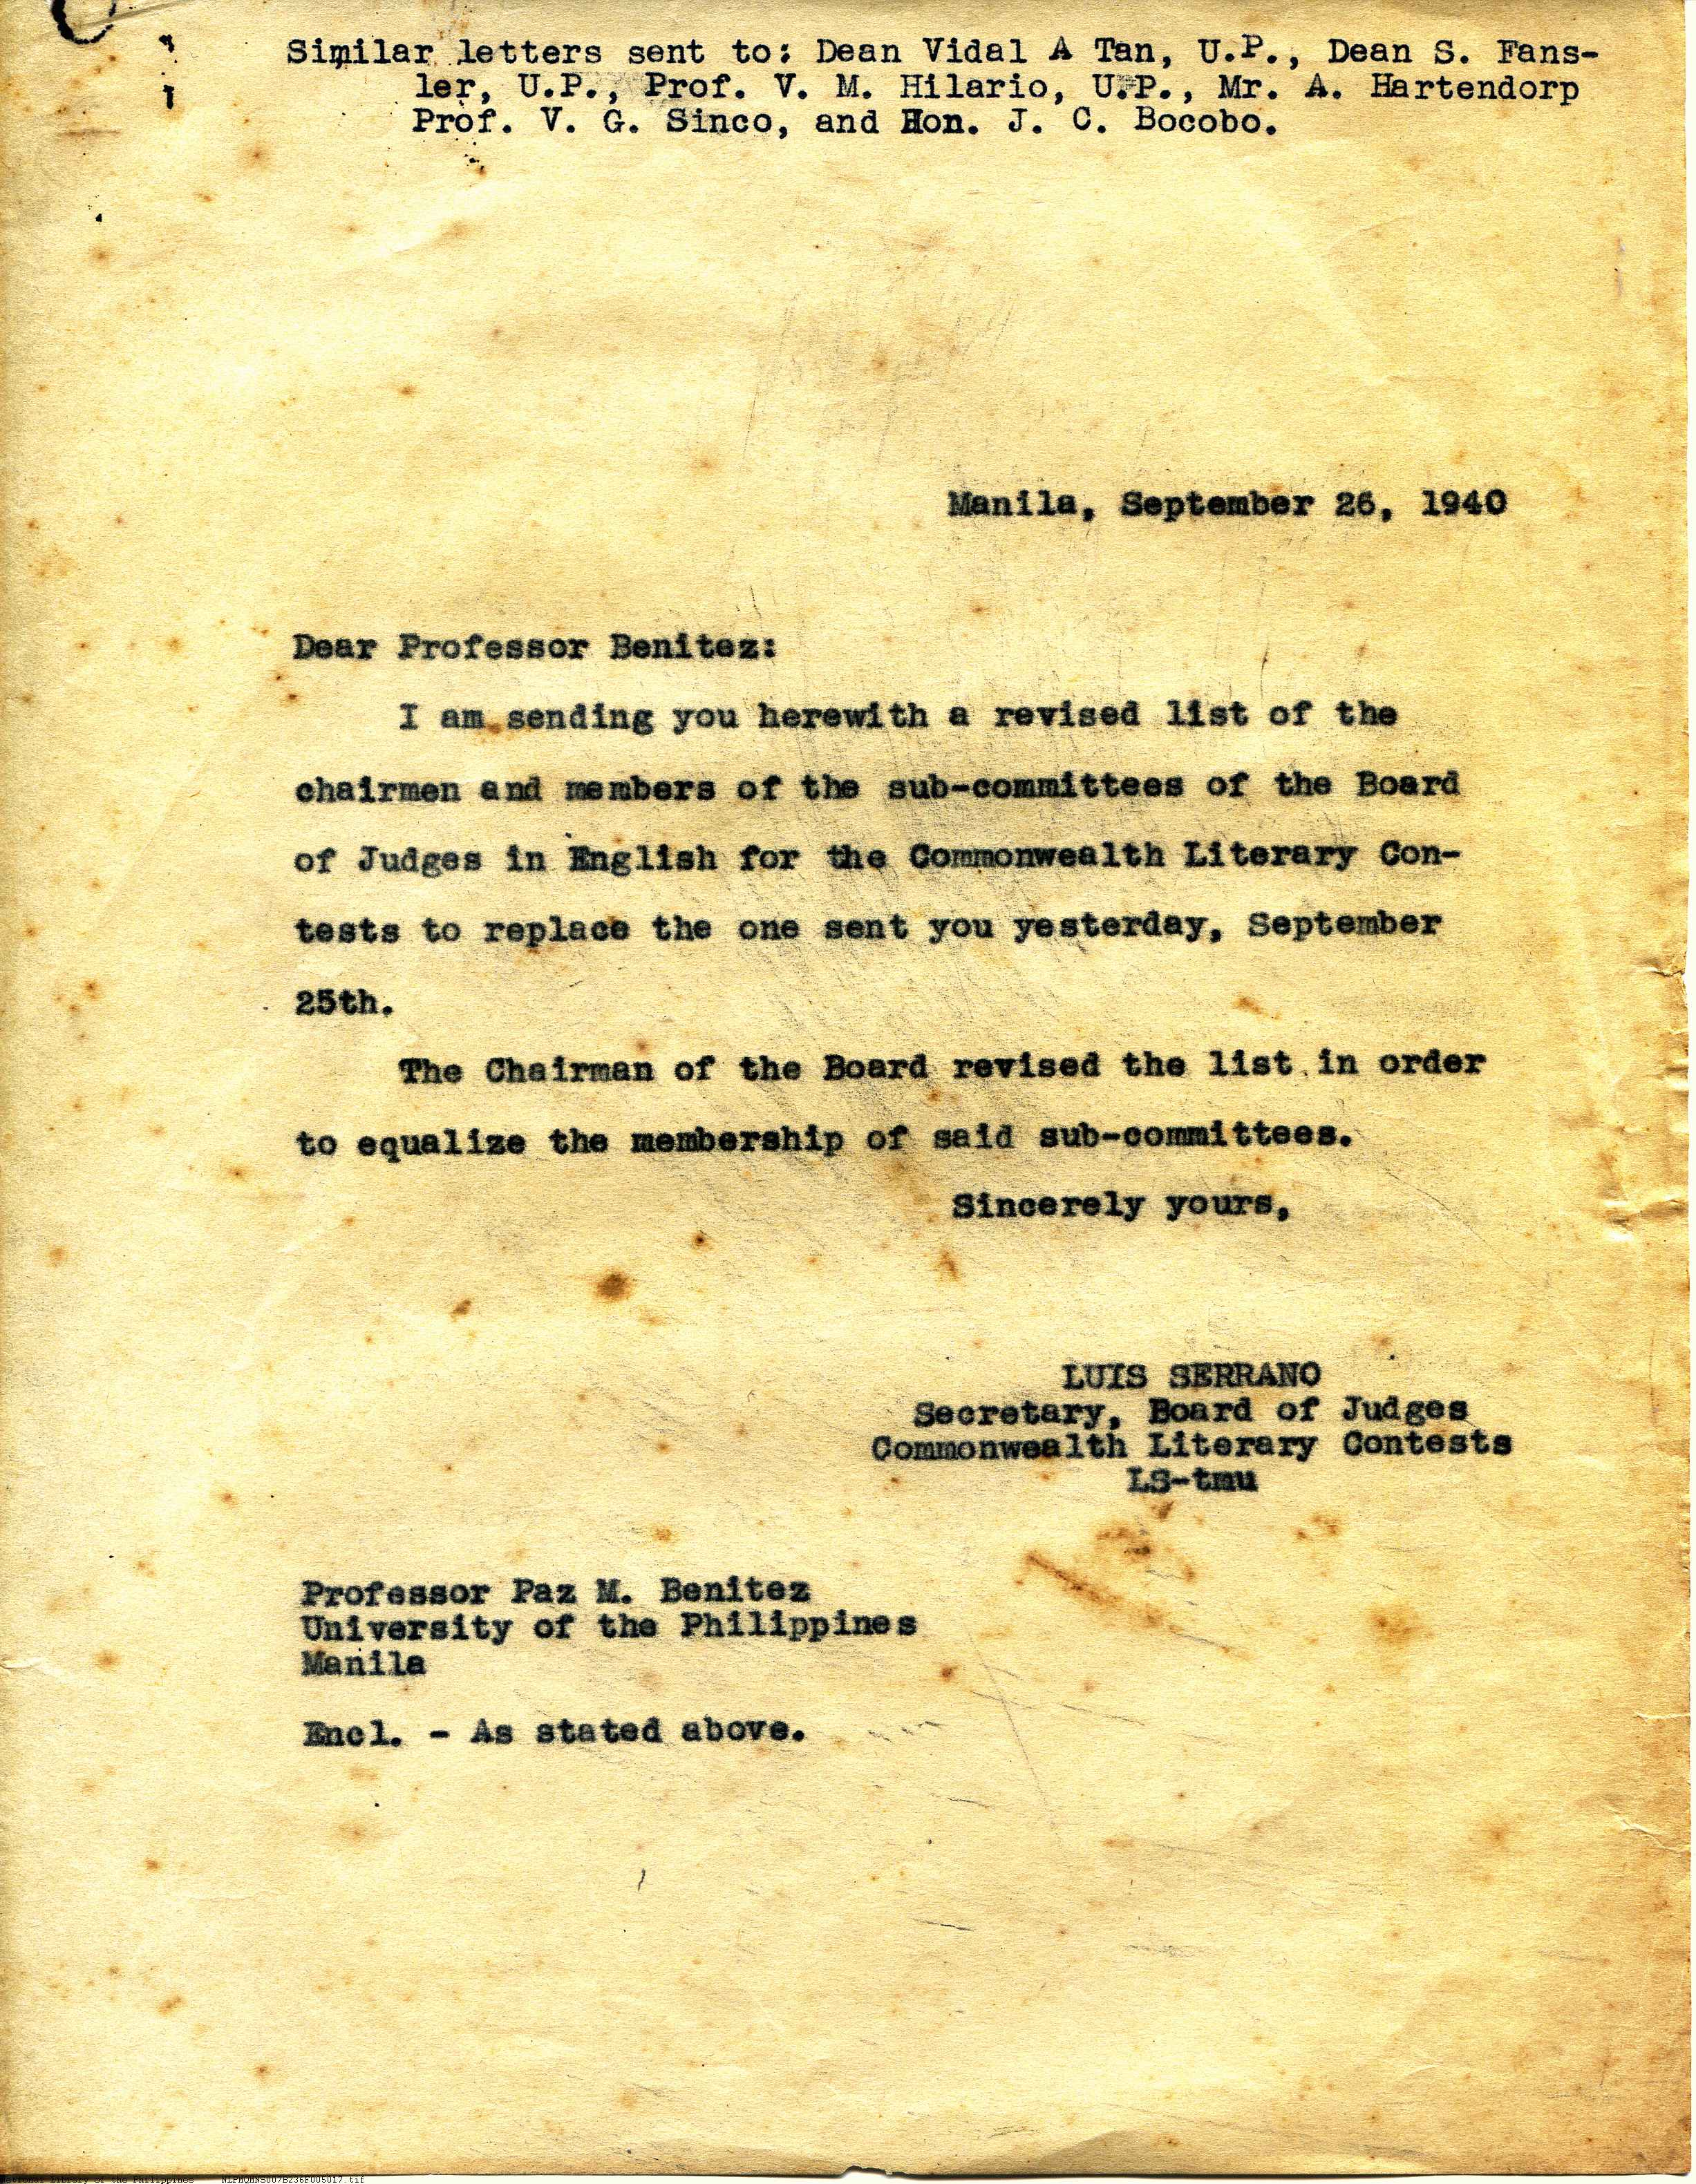 Similar letters sent to: Dean Vidal A Tan, U.P., Dean S. Fans-
ler, U.P., Prof. V. M. Hilario, U.P., Mr. A. Hartendorp
Prof. V. G. Sinco, and Hon. J. C. Bocobo.
Manila, September 26, 1940
Dear Professor Benitez:
I am sending you herewith a revised list of the
chairmen and members of the sub-committees of the Board
of Judges in English for the Commonwealth Literary Con-
tests to replace the one sent you yesterday, September
25th.
The Chairman of the Board revised the list in order
to equalize the membership of said sub-committees.
Sincerely yours,
LUIS SERRANO
Secretary, Board of Judges
Commonwealth Literary Contests
LS-tmu
Professor Paz M. Benitez
University of the Philippines
Manila
Encl. - As stated above.
National Library of the Philippines